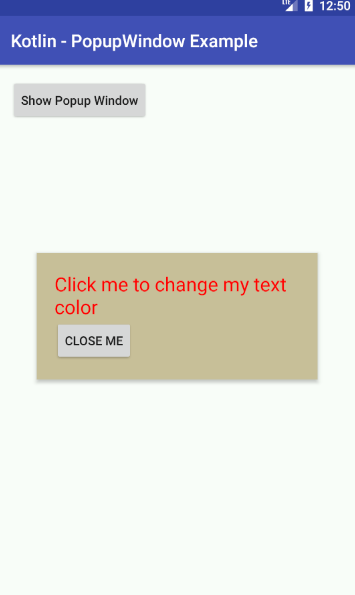 12:50
Kotlin - PopupWindow Example
Show Popup Window
Click me to change my text
color
CLOSE ME